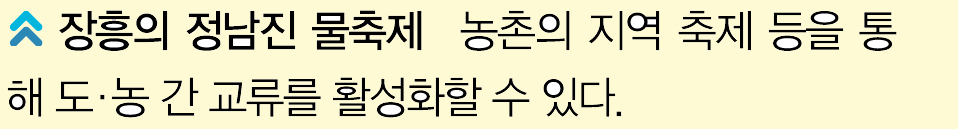 장흥의 정남진 물축제 농촌의 지역 축제 등을 통
해 도·농 간 교류를 활성화할 수 있다.